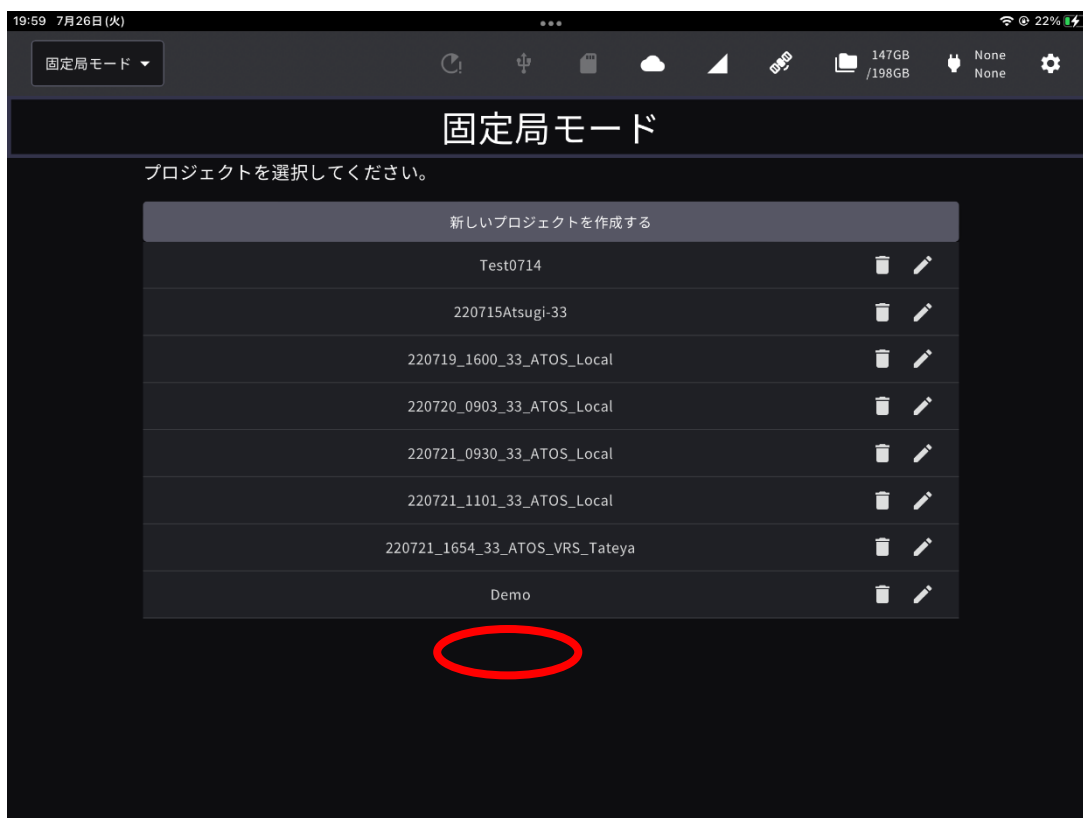 19:59 7月26日(火)
22%
固定局モード
147GB
/198GB
None
None
固定局モード
プロジェクトを選択してください。
新しいプロジェクトを作成する
Test0714
220715Atsugi-33
220719_1600_33_ATOS_Local
220720_0903_33_ATOS_Local
220721_0930_33_ATOS_Local
220721_1101_33_ATOS_Local
220721_1654_33_ATOS_VRS_Tateya
Demo